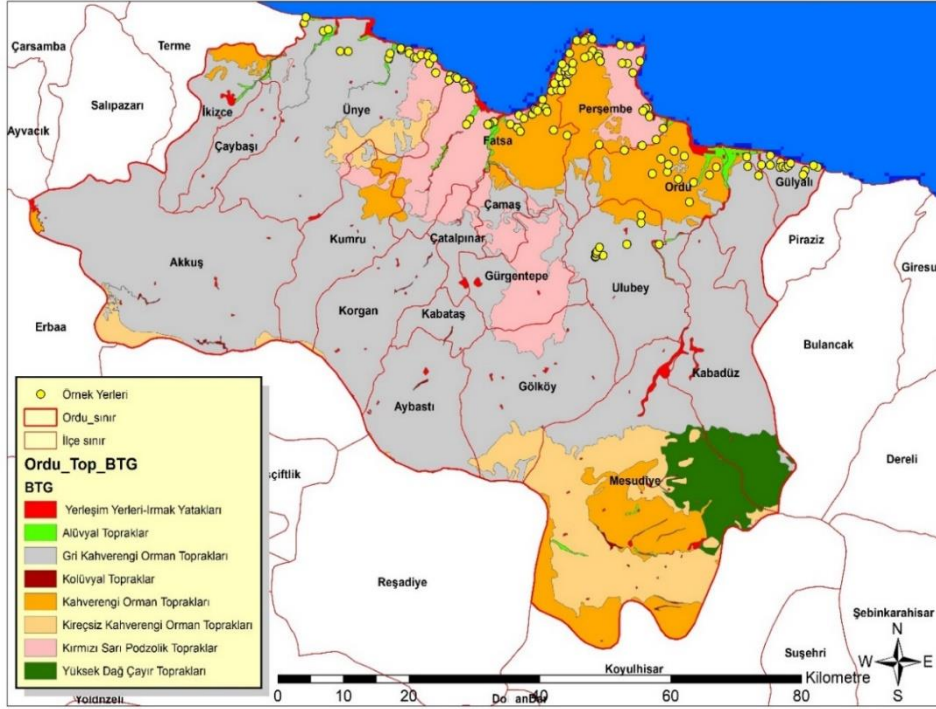 Çarşamba
Terme
Salıpazarı
Ayvacık
İkizce
Ünye
Çaybaşı
Fatsa
Perşembe
Ordu
Gülyalı
Piraziz
Giresu
Çamaş
Kumru
Çatalpınar
Akkuş
Gürgentepe
Ulubey
Korgan
Kabataş
Erbaa
Bulancak
Gölköy
Kabadüz
Aybastı
Dereli
Mesudiye
şçiftlik
Reşadiye
Şebinkarahisar
Suşehri
Koyulhisar
Örnek Yerleri
Ordu_sınır
İlçe sınır
Ordu_Top_BTG
BTG
Yerleşim Yerleri-Irmak Yatakları
Alüvyal Topraklar
Gri Kahverengi Orman Toprakları
Kolüvyal Topraklar
Kahverengi Orman Toprakları
Kireçsiz Kahverengi Orman Toprakları
Kırmızı Sarı Podzolik Topraklar
Yüksek Dağ Çayır Toprakları
N
W E
S
Kilometre
0 10 20 40 60 80